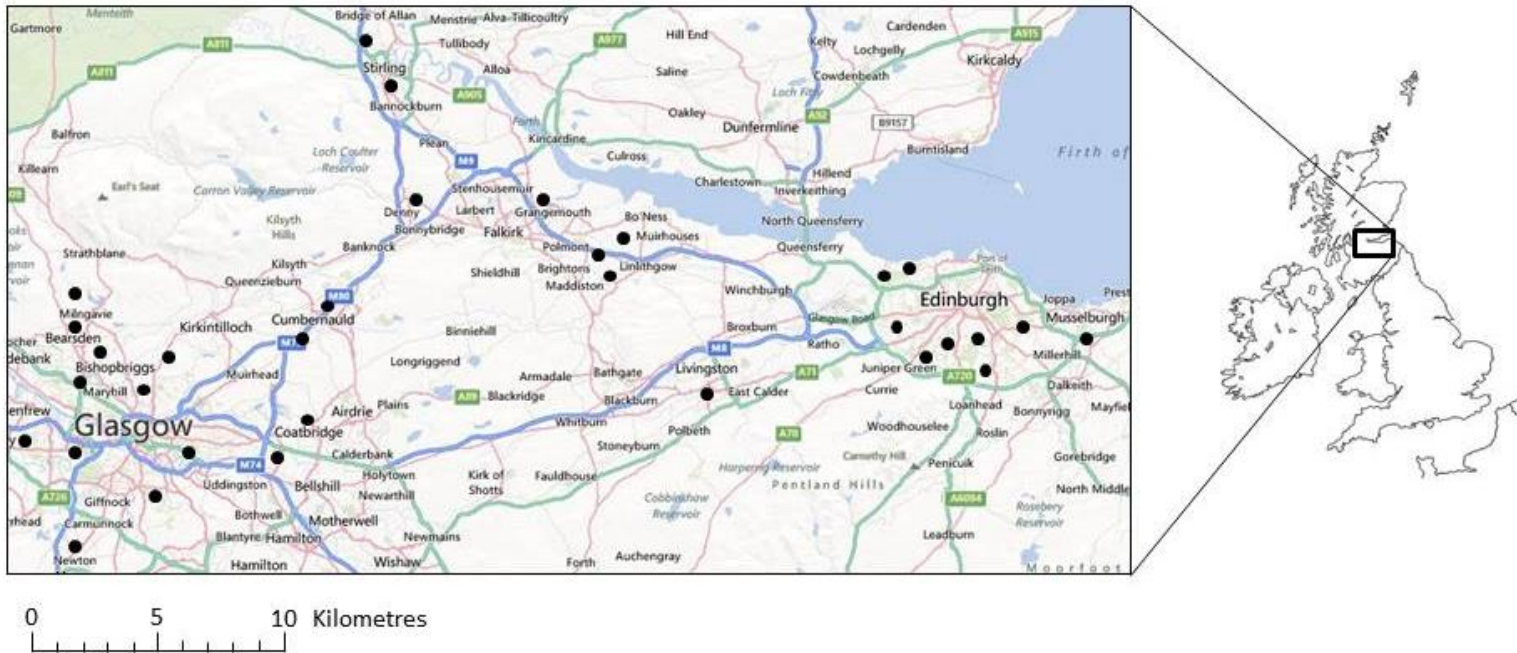 Menteith
Bridge of Allan
Menstrie
Alva
Tillicoultry
Cardenden
A915
Gartmore
A811
A977
Hill End
Kelty
Lochgelly
Tullibody
Kirkcaldy
Stirling
Alloa
Saline
Cowdenbeath
A811
Loch Fitty
A905
Bannockburn
Oakley
A92
B9157
Balfron
Forth
Dunfermline
Kincardine
Plean
Loch Coulter
Reservoir
Culross
Burntisland
Firth of
Killearn
M9
Hillend
Earl's Seat
Carron Valley Reservoir
Stenhousemuir
Charlestown
Inverkeithing
Denny
Larbert
Grangemouth
Bo'Ness
North Queensferry
Kilsyth
Hills
Bonnybridge
Falkirk
Muirhouses
Banknock
Polmont
Queensferry
Strathblane
Kilsyth
Shieldhill
Brightons
Linlithgow
Port of
Leith
Queenzieburn
Maddiston
Winchburgh
M80
Edinburgh
Joppa
Prest
Milngavie
Cumbernauld
Glasgow Road
Musselburgh
Kirkintilloch
Binniehill
Broxburn
Bearsden
M8
Ratho
Millerhill
Bishopbriggs
Longriggend
Livingston
Juniper Green
Muirhead
Armadale
Bathgate
A71
A720
Dalkeith
Maryhill
Currie
A89
Blackridge
Blackburn
East Calder
Loanhead
Bonnyrigg
Mayfiel
Airdrie
Plains
Whitburn
Glasgow
Coatbridge
Polbeth
A70
Woodhouselee
Roslin
Stoneyburn
Calderbank
Carnethy Hill
Gorebridge
M74
Holytown
Kirk of
Shotts
Harperrig Reservoir
Penicuik
Uddingston
Bellshill
Fauldhouse
Pentland Hills
A726
Newarthill
Cobbinshaw
Reservoir
A6094
North Middle
Giffnock
Bothwell
Motherwell
Rosebery
Reservoir
Carmunnock
Blantyre
Hamilton
Newmains
Leadburn
Newton
Hamilton
Wishaw
Forth
Auchengray
Moorfoot
0 5 10 Kilometres